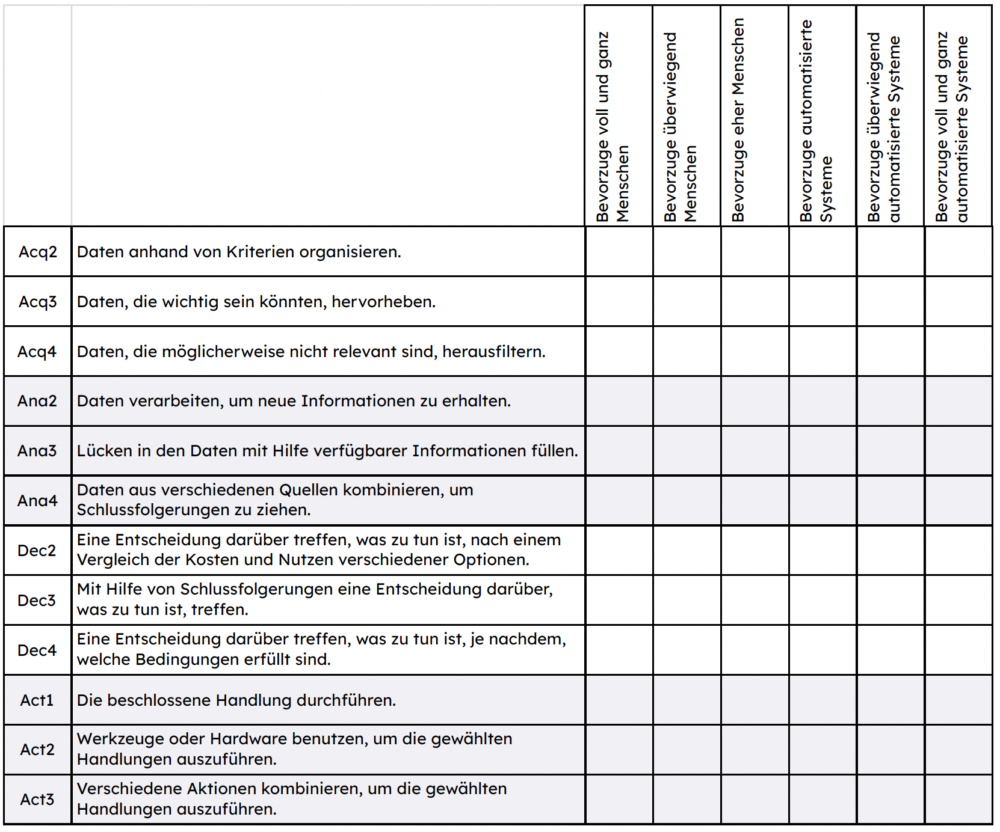 Bevorzuge voll und ganz
Menschen
Bevorzuge überwiegend
Menschen
Bevorzuge eher Menschen
Bevorzuge automatisierte
Systeme
Bevorzuge überwiegend
automatisierte Systeme
Bevorzuge voll und ganz
automatisierte Systeme
Acq2 Daten anhand von Kriterien organisieren.
Acq3 Daten, die wichtig sein könnten, hervorheben.
Acq4 Daten, die möglicherweise nicht relevant sind, herausfiltern.
Ana2 Daten verarbeiten, um neue Informationen zu erhalten.
Ana3 Lücken in den Daten mit Hilfe verfügbarer Informationen füllen.
Ana4 Daten aus verschiedenen Quellen kombinieren, um
Schlussfolgerungen zu ziehen.
Dec2 Eine Entscheidung darüber treffen, was zu tun ist, nach einem
Vergleich der Kosten und Nutzen verschiedener Optionen.
Dec3 Mit Hilfe von Schlussfolgerungen eine Entscheidung darüber,
was zu tun ist, treffen.
Dec4 Eine Entscheidung darüber treffen, was zu tun ist, je nachdem,
welche Bedingungen erfüllt sind.
Act1 Die beschlossene Handlung durchführen.
Act2 Werkzeuge oder Hardware benutzen, um die gewählten
Handlungen auszuführen.
Act3 Verschiedene Aktionen kombinieren, um die gewählten
Handlungen auszuführen.